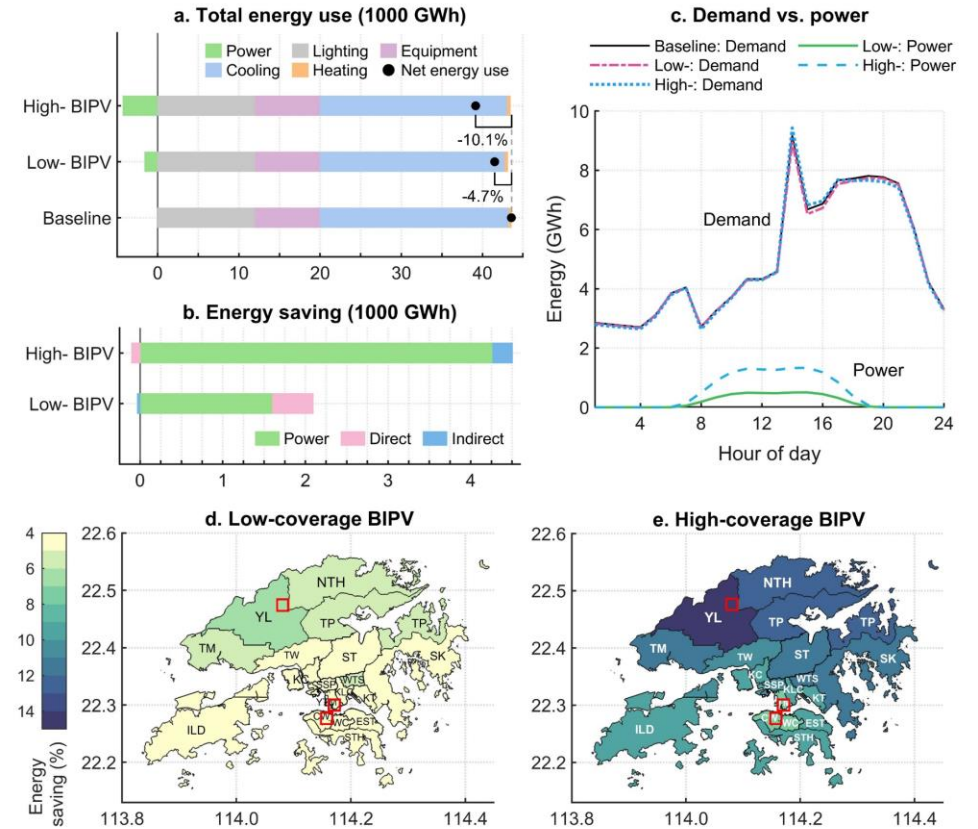 a. Total energy use (1000 GWh)
Power
Lighting
Equipment
Cooling
Heating
Net energy use
High- BIPV
-10.1%
Low- BIPV
-4.7%
Baseline
0 10 20 30 40
b. Energy saving (1000 GWh)
High- BIPV
Low- BIPV
Power
Direct
Indirect
0 1 2 3 4
c. Demand vs. power
Baseline: Demand
Low-: Power
Low-: Demand
High-: Power
High-: Demand
10
8
6
4
2
0
Energy (GWh)
Demand
Power
4 8 12 16 20 24
Hour of day
d. Low-coverage BIPV
4
6
8
10
12
14
Energy
saving (%)
22.6
22.5
22.4
22.3
22.2
NTH
YL
TP
TP
TM
TW
ST
SK
KC
SSP
WTS
KLC
KT
ILD
WC
EST
STH
113.8 114.0 114.2 114.4
e. High-coverage BIPV
22.6
22.5
22.4
22.3
22.2
NTH
YL
TP
TP
TM
TW
ST
SK
KC
SSP
WTS
KLC
KT
ILD
WC
EST
STH
113.8 114.0 114.2 114.4